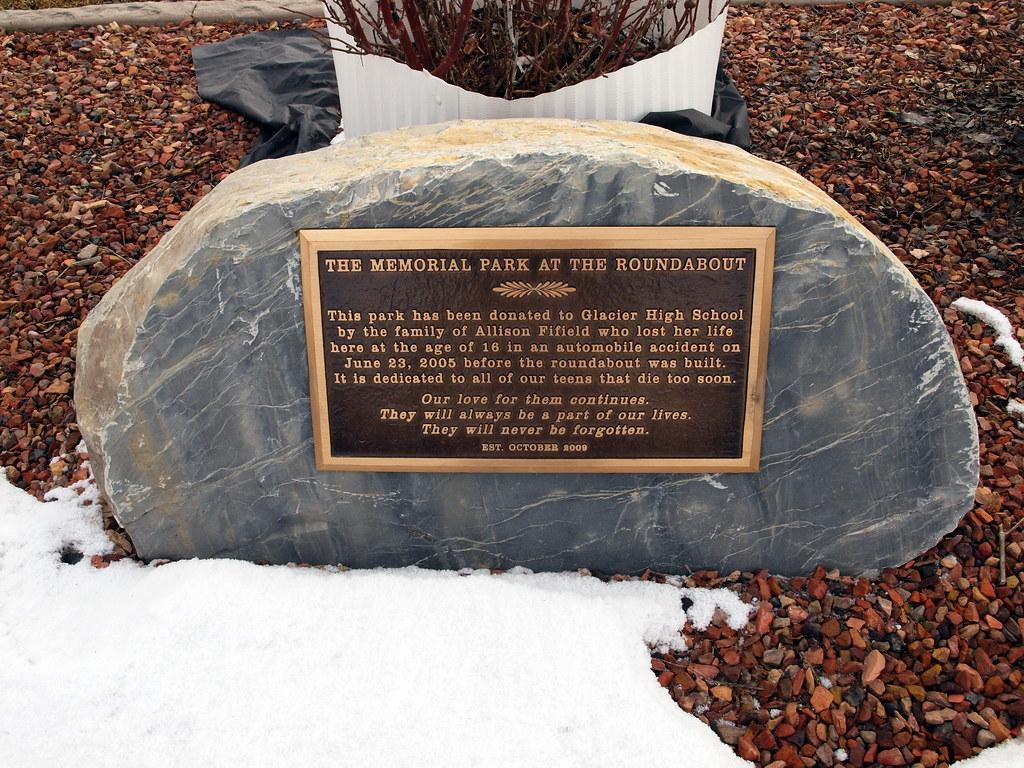 THE MEMORIAL PARK AT THE ROUNDABOUT
This park has been donated to Glacier High School
by the family of Allison Fifield who lost her life
here at the age of 16 in an automobile accident on
June 23, 2005 before the roundabout was built.
It is dedicated to all of our teens that die too soon.
Our love for them continues.
They will always be a part of our lives.
They will never be forgotten.
EST. OCTOBER 2009